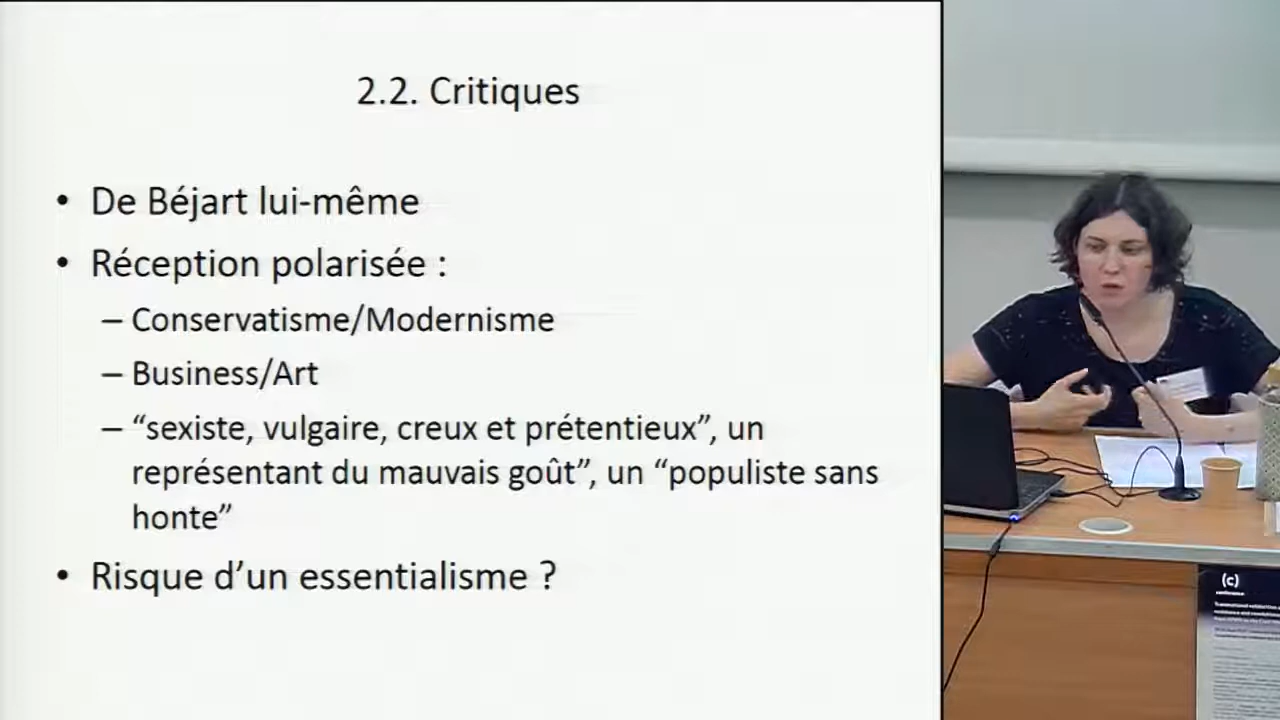 2.2. Critiques
• De Béjart lui-même
• Réception polarisée :
– Conservatisme/Modernisme
– Business/Art
– “sexiste, vulgaire, creux et prétentieux”, un
représentant du mauvais goût”, un “populiste sans
honte”
• Risque d’un essentialisme ?
(c)
conference